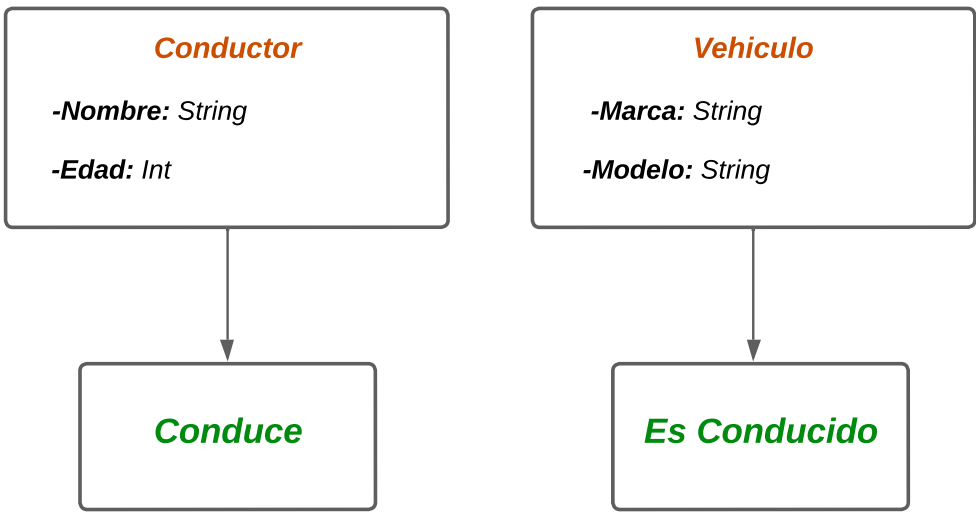 Conductor
-Nombre: String
-Edad: Int
Conduce
Vehiculo
-Marca: String
-Modelo: String
Es Conducido